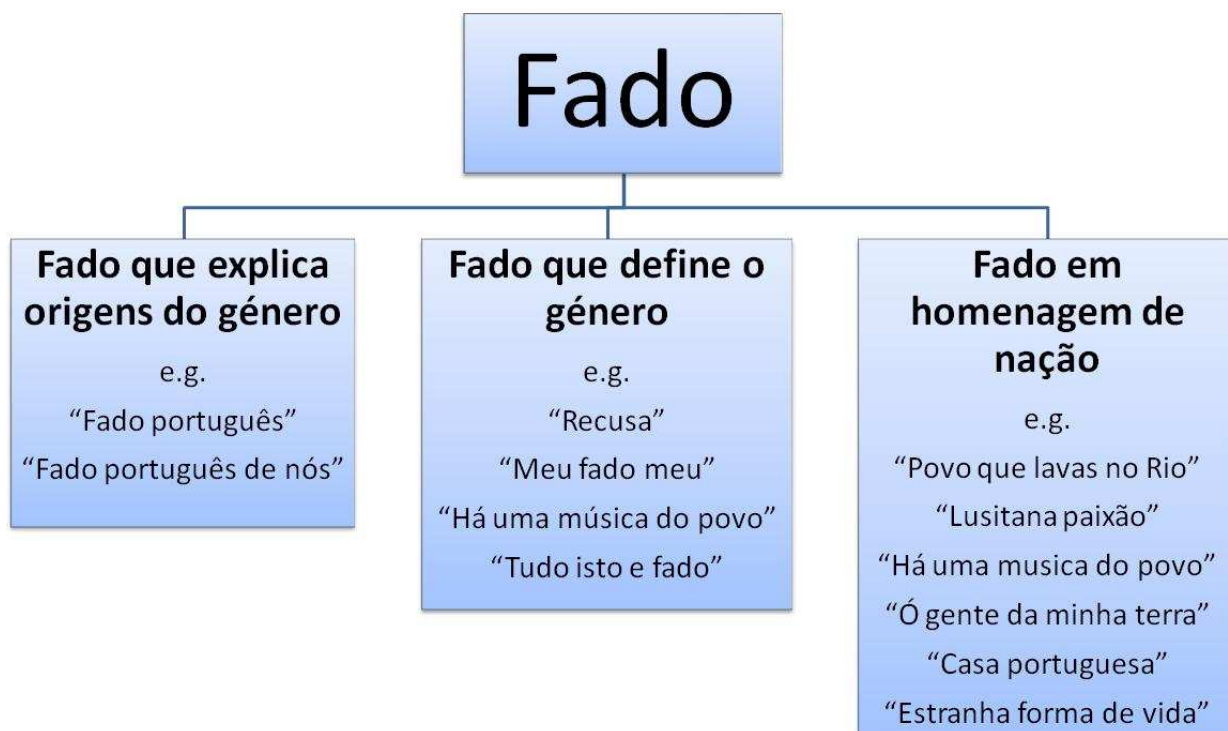 Fado
Fado que explica
origens do género
e.g.
“Fado português”
“Fado português de nós”
Fado que define o
género
e.g.
“Recusa”
“Meu fado meu”
“Há uma música do povo”
“Tudo isto e fado”
Fado em
homenagem de
nação
e.g.
“Povo que lavas no Rio”
“Lusitana paixão”
“Há uma musica do povo”
“Ó gente da minha terra”
“Casa portuguesa”
“Estranha forma de vida”